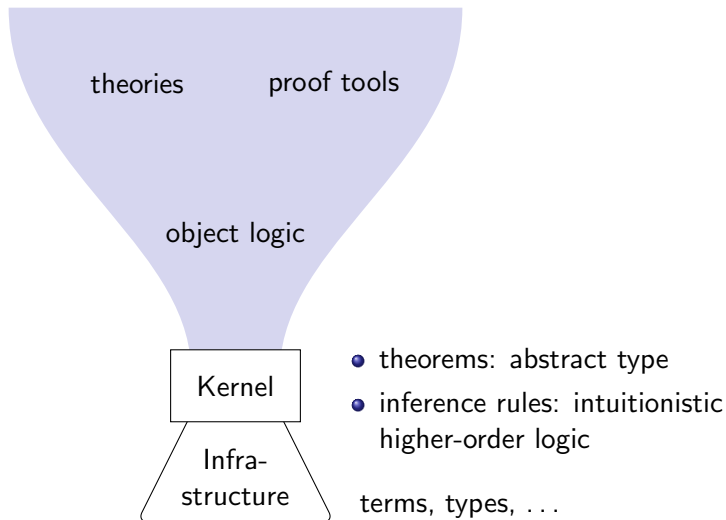 theories proof tools
object logic
Kernel
theorems: abstract type
inference rules: intuitionistic
higher-order logic
Infra-
structure
terms, types, . . .